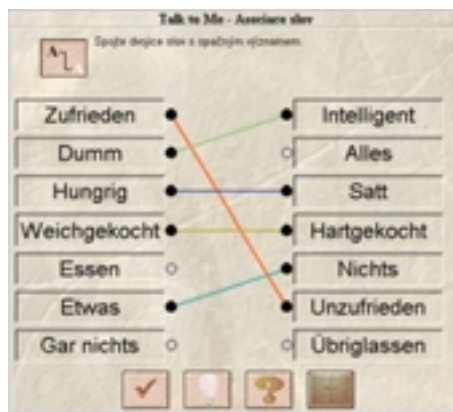 Talk to Me - Asociace slov
Spojte dvojice slov s opačným významem.
Zufrieden
Intelligent
Dumm
Alles
Hungrig
Satt
Weichgekocht
Hartgekocht
Essen
Nichts
Etwas
Unzufrieden
Gar nichts
Übriglassen